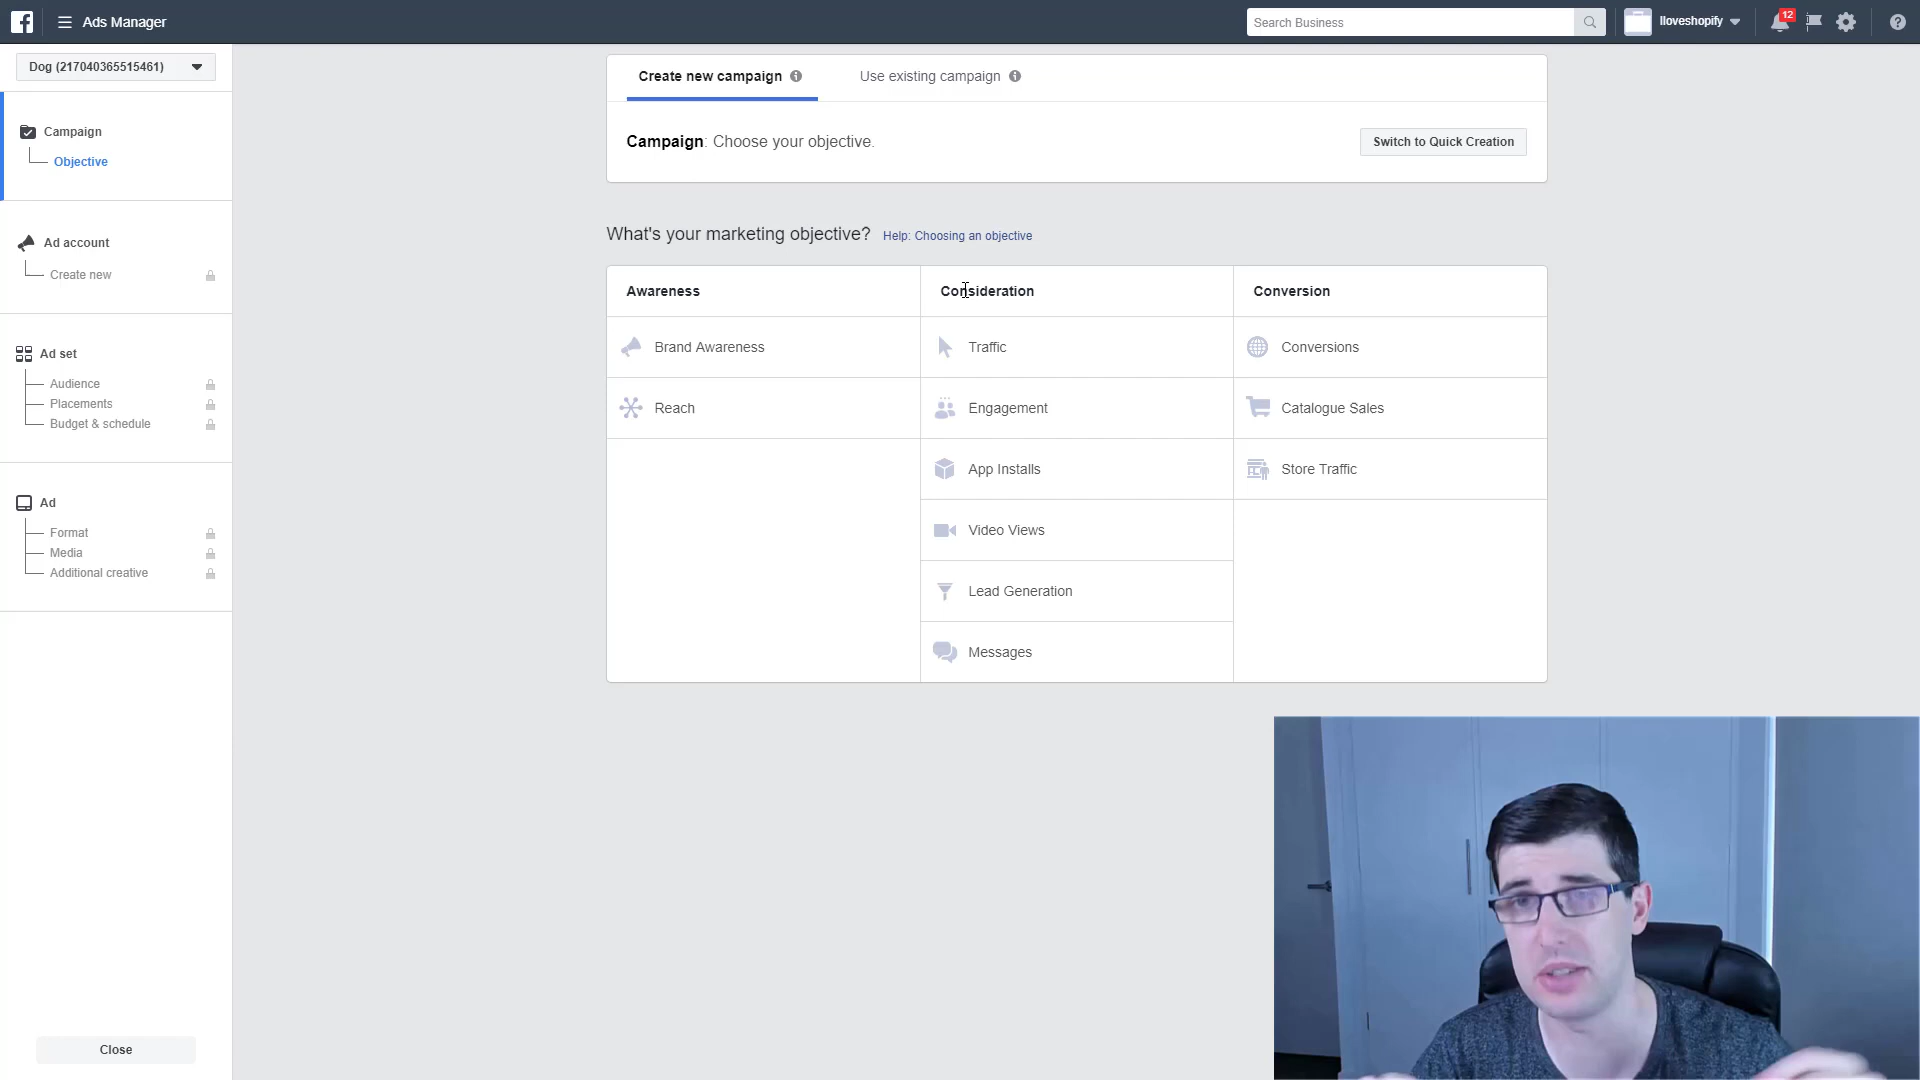 Ads Manager
Search Business
Iloveshopify
12
Dog (217040365515461)
Campaign
Objective
Ad account
Create new
Ad set
Audience
Placements
Budget & schedule
Ad
Format
Media
Additional creative
Close
Create new campaign
Use existing campaign
Campaign: Choose your objective.
Switch to Quick Creation
What's your marketing objective? Help: Choosing an objective
Awareness
Consideration
Conversion
Brand Awareness
Traffic
Conversions
Reach
Engagement
Catalogue Sales
App Installs
Store Traffic
Video Views
Lead Generation
Messages